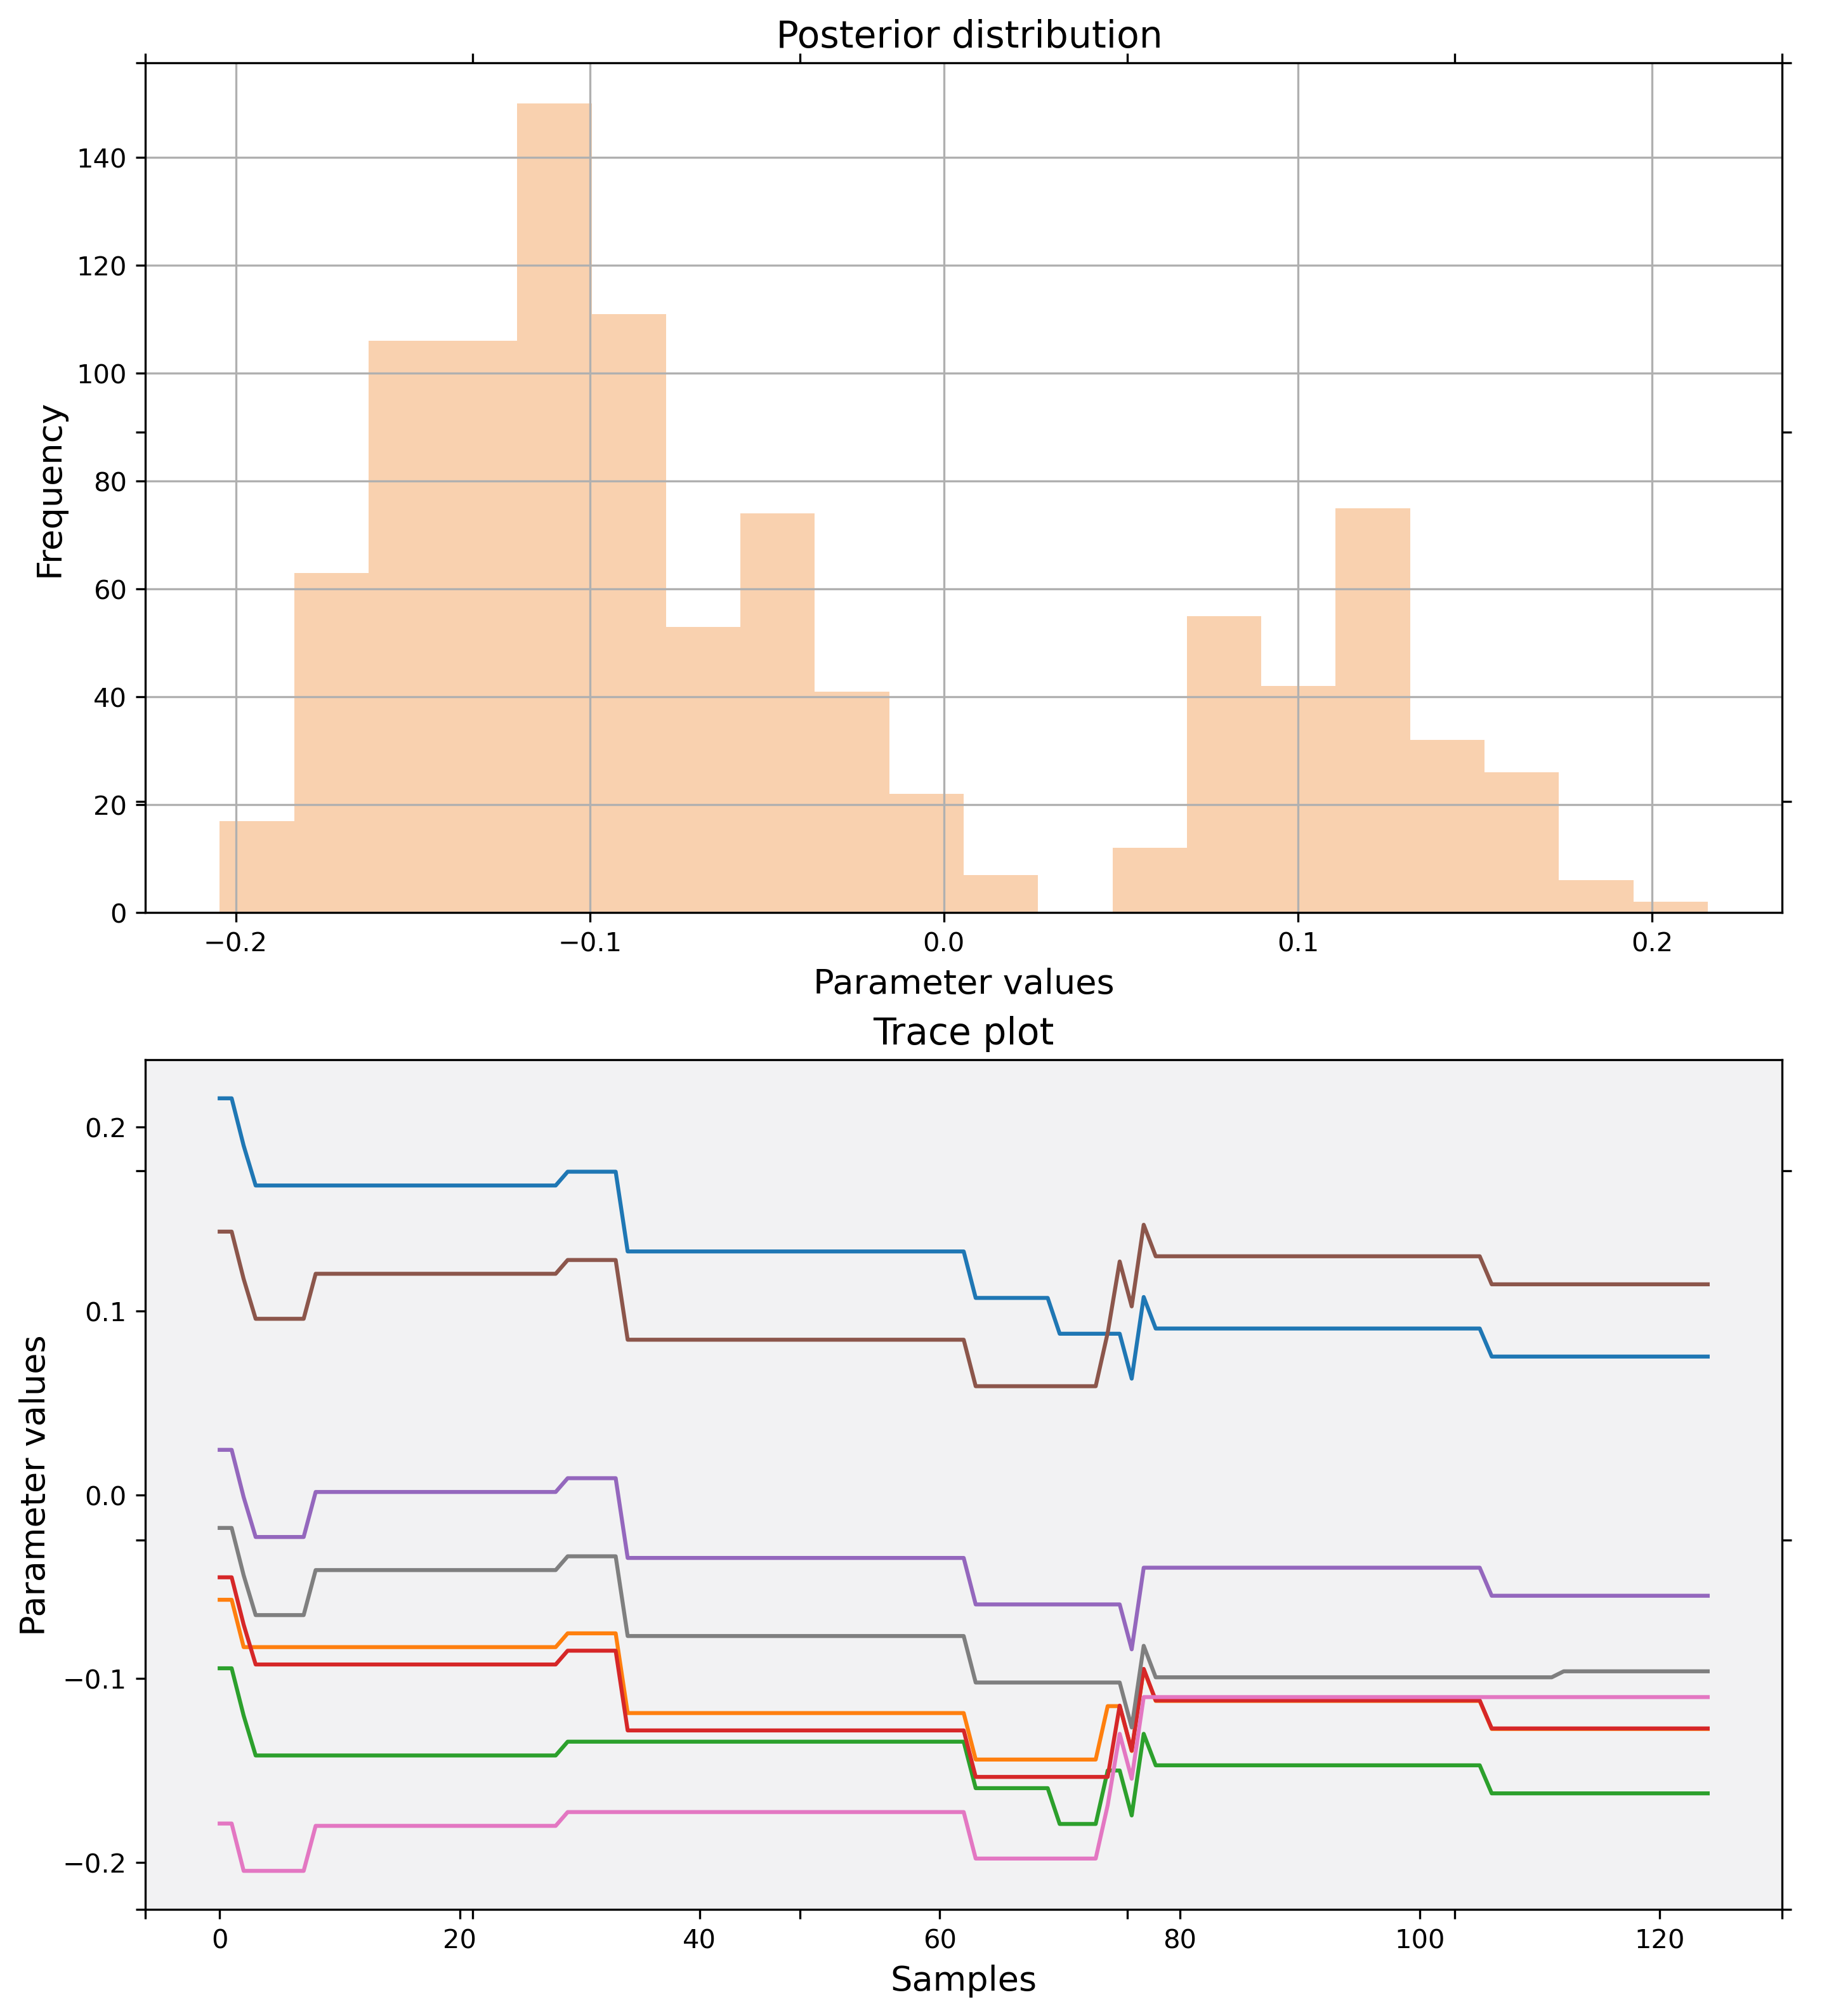 Posterior distribution
140
120
100
80
60
40
20
0
Frequency
−0.2 −0.1 0.0 0.1 0.2
Parameter values
Trace plot
0.2
0.1
0.0
−0.1
−0.2
Parameter values
0 20 40 60 80 100 120
Samples